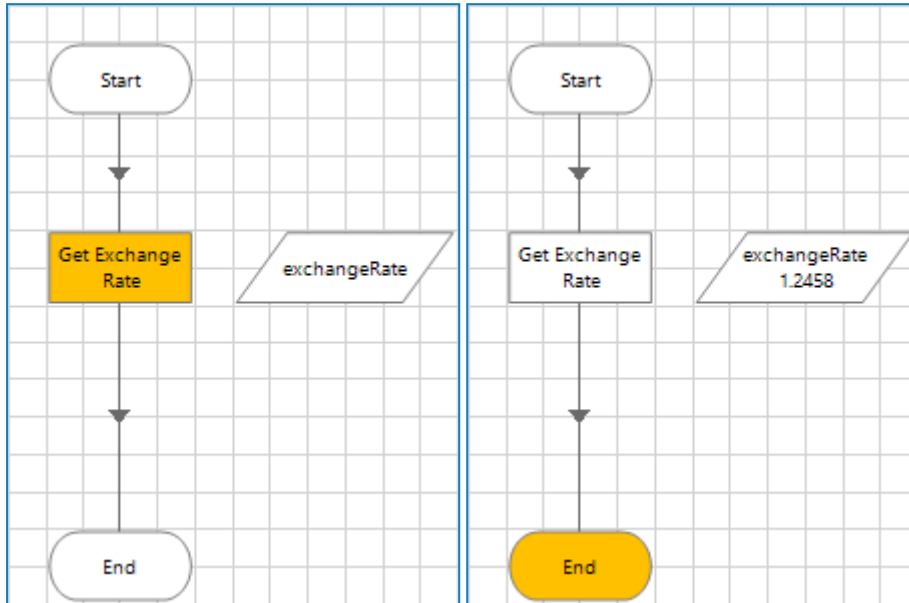 Start
Get Exchange
Rate
exchangeRate
End
Start
Get Exchange
Rate
exchangeRate
1.2458
End